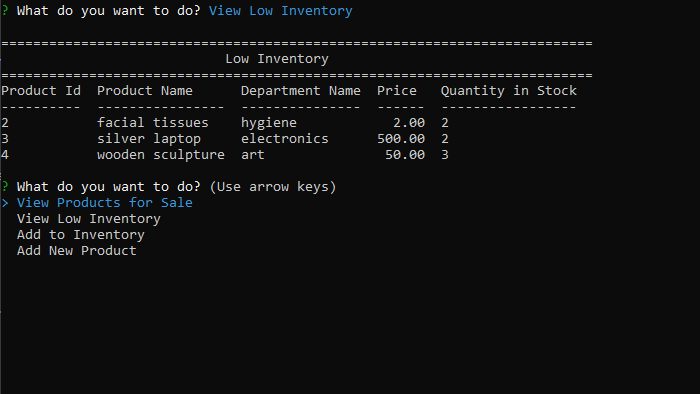 ? What do you want to do? View Low Inventory
==========================================================================
Low Inventory
==========================================================================
Product Id  Product Name      Department Name  Price   Quantity in Stock
----------  ----------------  ---------------  ------  -----------------
2           facial tissues    hygiene            2.00  2
3           silver laptop     electronics      500.00  2
4           wooden sculpture  art               50.00  3
? What do you want to do? (Use arrow keys)
> View Products for Sale
View Low Inventory
Add to Inventory
Add New Product